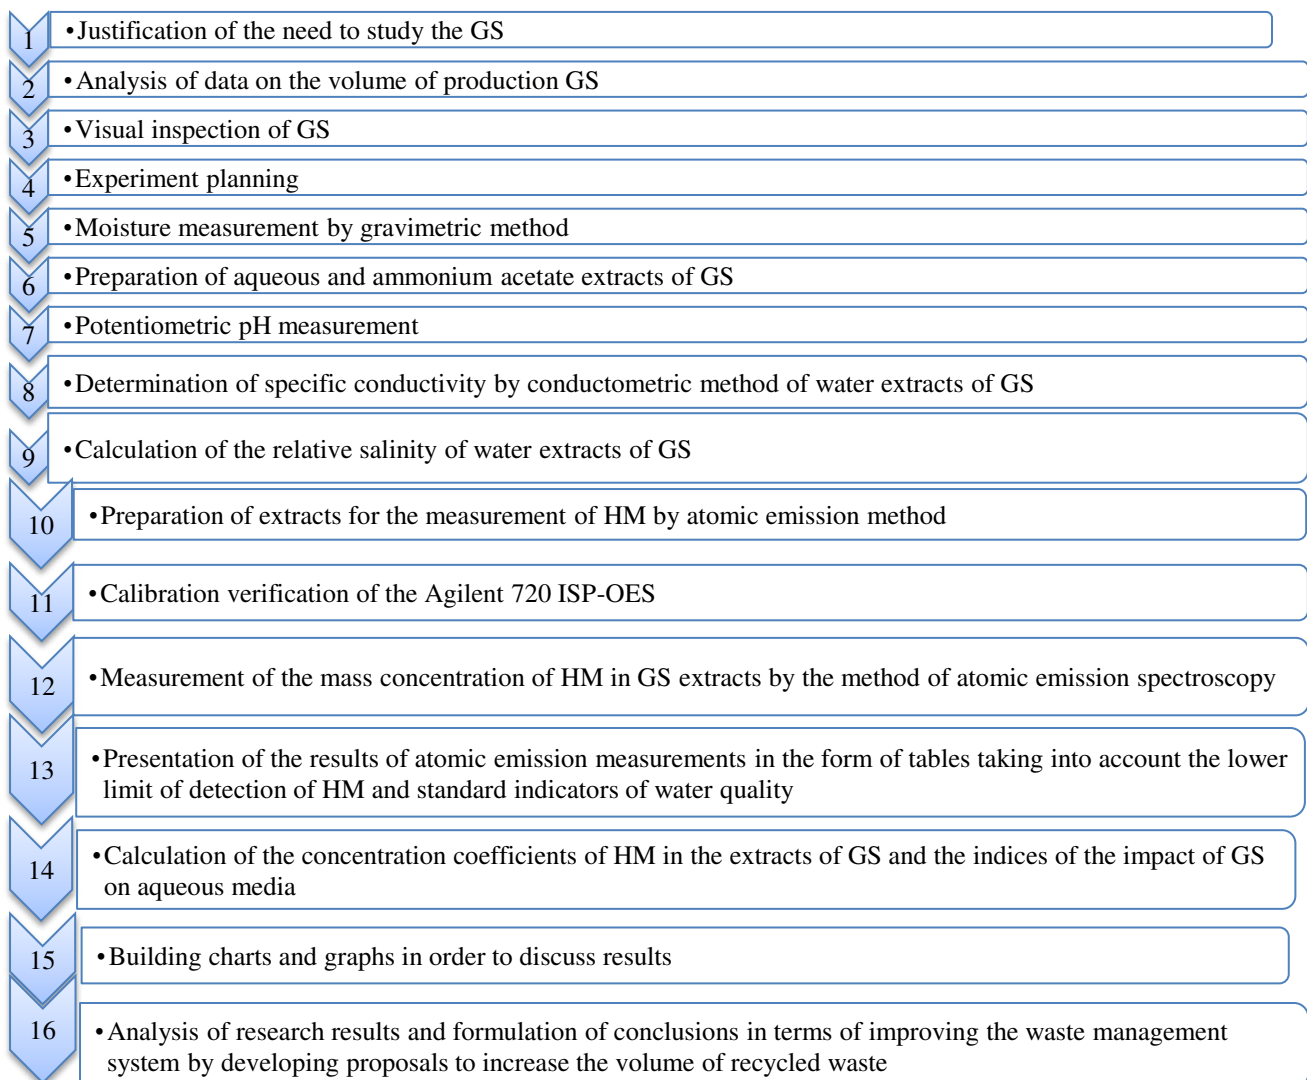 1
•Justification of the need to study the GS
2
•Analysis of data on the volume of production GS
3
•Visual inspection of GS
4
•Experiment planning
5
•Moisture measurement by gravimetric method
6
•Preparation of aqueous and ammonium acetate extracts of GS
7
•Potentiometric pH measurement
8
•Determination of specific conductivity by conductometric method of water extracts of GS
9
•Calculation of the relative salinity of water extracts of GS
10
•Preparation of extracts for the measurement of HM by atomic emission method
11
•Calibration verification of the Agilent 720 ISP-OES
12
•Measurement of the mass concentration of HM in GS extracts by the method of atomic emission spectroscopy
13
•Presentation of the results of atomic emission measurements in the form of tables taking into account the lower
limit of detection of HM and standard indicators of water quality
14
•Calculation of the concentration coefficients of HM in the extracts of GS and the indices of the impact of GS
on aqueous media
15
•Building charts and graphs in order to discuss results
16
•Analysis of research results and formulation of conclusions in terms of improving the waste management
system by developing proposals to increase the volume of recycled waste